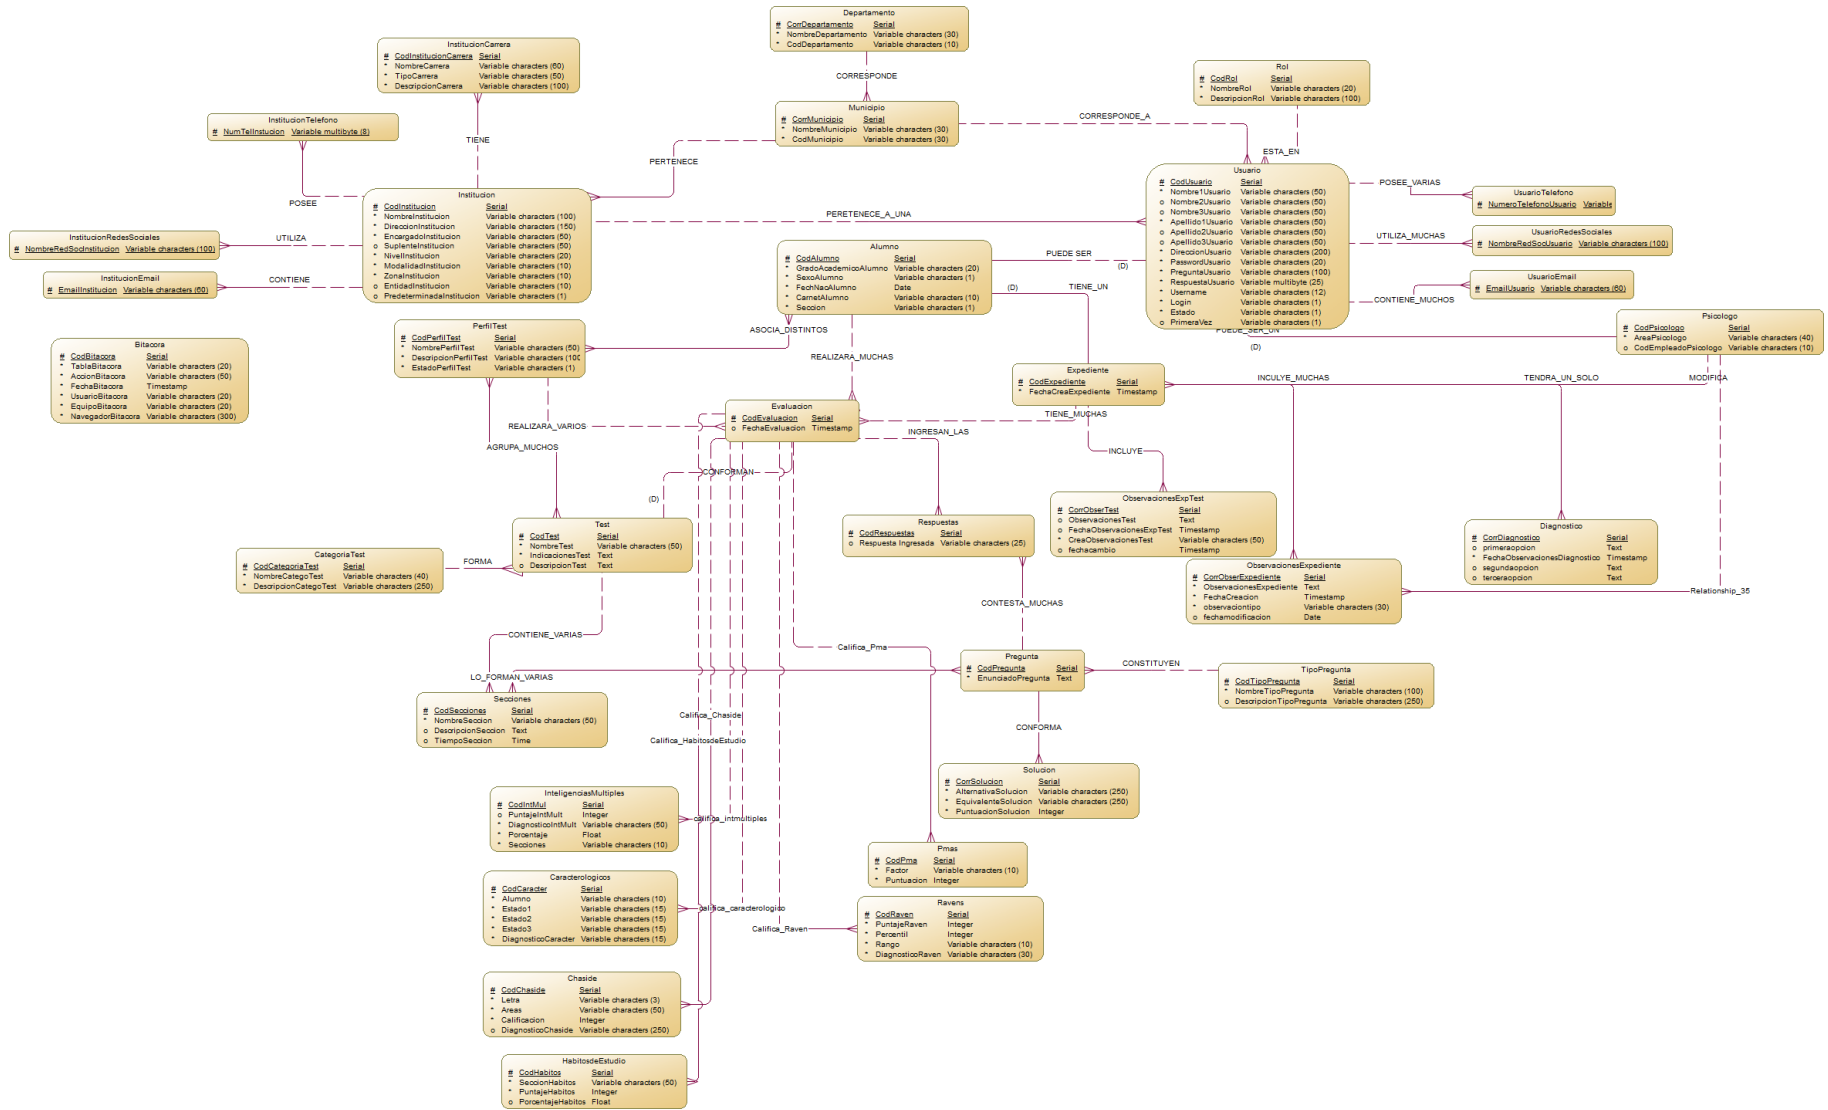 Departamento
# CorrDepartamento Serial
* NombreDepartamento Variable characters (30)
* CodDepartamento Variable characters (10)
InstitucionCarrera
# CodInstitucionCarrera Serial
* NombreCarrera Variable characters (60)
* TipoCarrera Variable characters (50)
* DescripcionCarrera Variable characters (100)
Rol
# CodRol Serial
* NombreRol Variable characters (20)
* DescripcionRol Variable characters (100)
CORRESPONDE
Municipio
# CorrMunicipio Serial
* NombreMunicipio Variable characters (30)
* CodMunicipio Variable characters (30)
InstitucionTelefono
# NumTelInstucion Variable multibyte (8)
TIENE
CORRESPONDE_A
ESTA_EN
PERTENECE
POSEE
Institucion
# CodInstitucion Serial
* NombreInstitucion Variable characters (100)
* DireccionInstitucion Variable characters (150)
* EncargadoInstitucion Variable characters (50)
o SuplenteInstitucion Variable characters (50)
* NivelInstitucion Variable characters (20)
* ModalidadInstitucion Variable characters (10)
* ZonaInstitucion Variable characters (10)
o EntidadInstitucion Variable characters (10)
o PredeterminadaInstitucion Variable characters (1)
PERETENECE_A_UNA
Usuario
# CodUsuario Serial
* Nombre1Usuario Variable characters (50)
o Nombre2Usuario Variable characters (50)
o Nombre3Usuario Variable characters (50)
* Apellido1Usuario Variable characters (50)
o Apellido2Usuario Variable characters (50)
o Apellido3Usuario Variable characters (50)
* DireccionUsuario Variable characters (200)
* PasswordUsuario Variable characters (20)
* PreguntaUsuario Variable characters (100)
* RespuestaUsuario Variable multibyte (25)
* Username Variable characters (12)
* Login Variable characters (1)
* Estado Variable characters (1)
o PrimeraVez Variable characters (1)
POSEE_VARIAS
UsuarioTelefono
# NumeroTelefonoUsuario Variable
UTILIZA_MUCHAS
UsuarioRedesSociales
# NombreRedSocUsuario Variable characters (100)
CONTIENE_MUCHOS
UsuarioEmail
# EmailUsuario Variable characters (60)
InstitucionRedesSociales
# NombreRedSocInstitucion Variable characters (100)
UTILIZA
InstitucionEmail
# EmailInstitucion Variable characters (60)
CONTIENE
Alumno
# CodAlumno Serial
* GradoAcademicoAlumno Variable characters (20)
* SexoAlumno Variable characters (1)
* FechNacAlumno Date
* CarnetAlumno Variable characters (10)
* Seccion Variable characters (1)
PUEDE SER
(D)
(D)
TIENE_UN
PUEDE_SER_UN
(D)
Psicologo
# CodPsicologo Serial
* AreaPsicologo Variable characters (40)
o CodEmpleadoPsicologo Variable characters (10)
PerfilTest
# CodPerfilTest Serial
* NombrePerfilTest Variable characters (50)
* DescripcionPerfilTest Variable characters (100
* EstadoPerfilTest Variable characters (1)
ASOCIA_DISTINTOS
REALIZARA_MUCHAS
Bitacora
# CodBitacora Serial
* TablaBitacora Variable characters (20)
* AccionBitacora Variable characters (50)
* FechaBitacora Timestamp
* UsuarioBitacora Variable characters (20)
* EquipoBitacora Variable characters (20)
* NavegadorBitacora Variable characters (300)
Expediente
# CodExpediente Serial
* FechaCreaExpediente Timestamp
INCULYE_MUCHAS
TENDRA_UN_SOLO
MODIFICA
Evaluacion
# CodEvaluacion Serial
o FechaEvaluacion Timestamp
TIENE_MUCHAS
REALIZARA_VARIOS
INGRESAN_LAS
AGRUPA_MUCHOS
INCLUYE
CONFORMAN
(D)
ObservacionesExpTest
# CorrObserTest Serial
o ObservacionesTest Text
o FechaObservacionesExpTest Timestamp
* CreaObservacionesTest Variable characters (50)
o fechacambio Timestamp
Respuestas
# CodRespuestas Serial
o Respuesta Ingresada Variable characters (25)
Test
# CodTest Serial
* NombreTest Variable characters (50)
* IndicacionesTest Text
o DescripcionTest Text
Diagnostico
# CorrDiagnostico Serial
o primeraopcion Text
* FechaObservacionesDiagnostico Timestamp
o segundaopcion Text
o terceraopcion Text
CategoriaTest
# CodCategoriaTest Serial
* NombreCategoTest Variable characters (40)
* DescripcionCategoTest Variable characters (250)
FORMA
ObservacionesExpediente
# CorrObserExpediente Serial
* ObservacionesExpediente Text
* FechaCreacion Timestamp
* observaciontipo Variable characters (30)
o fechamodificacion Date
Relationship_35
CONTESTA_MUCHAS
CONTIENE_VARIAS
Califica_Pma
Pregunta
# CodPregunta Serial
* EnunciadoPregunta Text
CONSTITUYEN
TipoPregunta
# CodTipoPregunta Serial
* NombreTipoPregunta Variable characters (100)
o DescripcionTipoPregunta Variable characters (250)
LO_FORMAN_VARIAS
Secciones
# CodSecciones Serial
* NombreSeccion Variable characters (50)
o DescripcionSeccion Text
o TiempoSeccion Time
Califica_Chaside
Califica_HabitosdeEstudio
CONFORMA
Solucion
# CorrSolucion Serial
* AlternativaSolucion Variable characters (250)
* EquivalenteSolucion Variable characters (250)
* PuntuacionSolucion Integer
InteligenciasMultiples
# CodIntMul Serial
o PuntajeIntMult Integer
* DiagnosticoIntMult Variable characters (50)
* Porcentaje Float
* Secciones Variable characters (10)
califica_intmultiples
Pmas
# CodPma Serial
* Factor Variable characters (10)
* Puntuacion Integer
Caracterologicos
# CodCaracter Serial
* Alumno Variable characters (10)
* Estado1 Variable characters (15)
* Estado2 Variable characters (15)
* Estado3 Variable characters (15)
* DiagnosticoCaracter Variable characters (15)
califica_caracterologico
Ravens
# CodRaven Serial
* PuntajeRaven Integer
* Percentil Integer
* Rango Variable characters (10)
* DiagnosticoRaven Variable characters (30)
Califica_Raven
Chaside
# CodChaside Serial
* Letra Variable characters (3)
* Areas Variable characters (50)
* Calificacion Integer
o DiagnosticoChaside Variable characters (250)
HabitosdeEstudio
# CodHabitos Serial
* SeccionHabitos Variable characters (50)
* PuntajeHabitos Integer
o PorcentajeHabitos Float